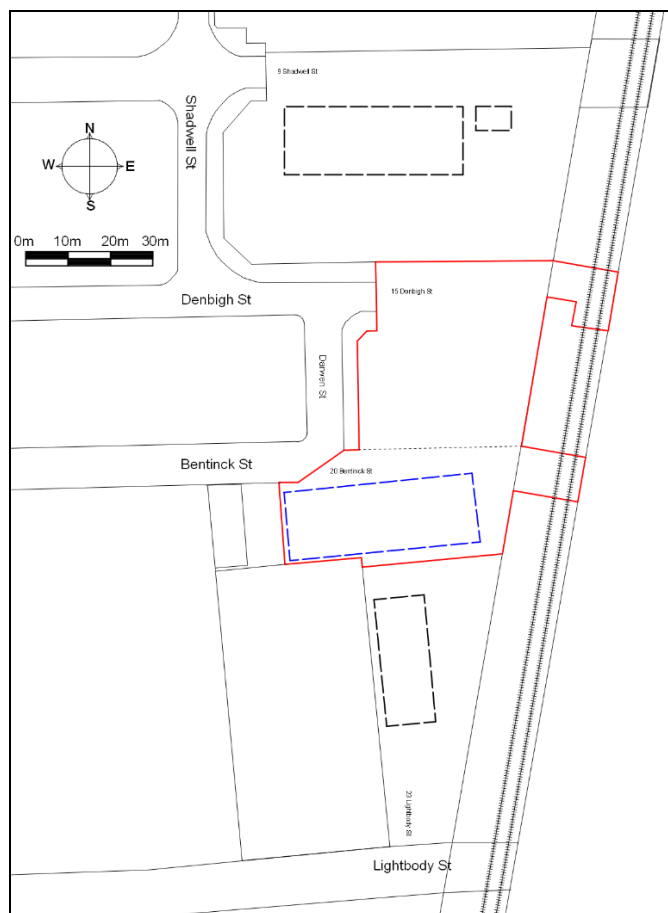 9 Shadwell St
Shadwell St
N
W E
S
0m 10m 20m 30m
15 Denbigh St
Denbigh St
Darwen St
Bentinck St
20 Bentinck St
23 Lightbody St
Lightbody St